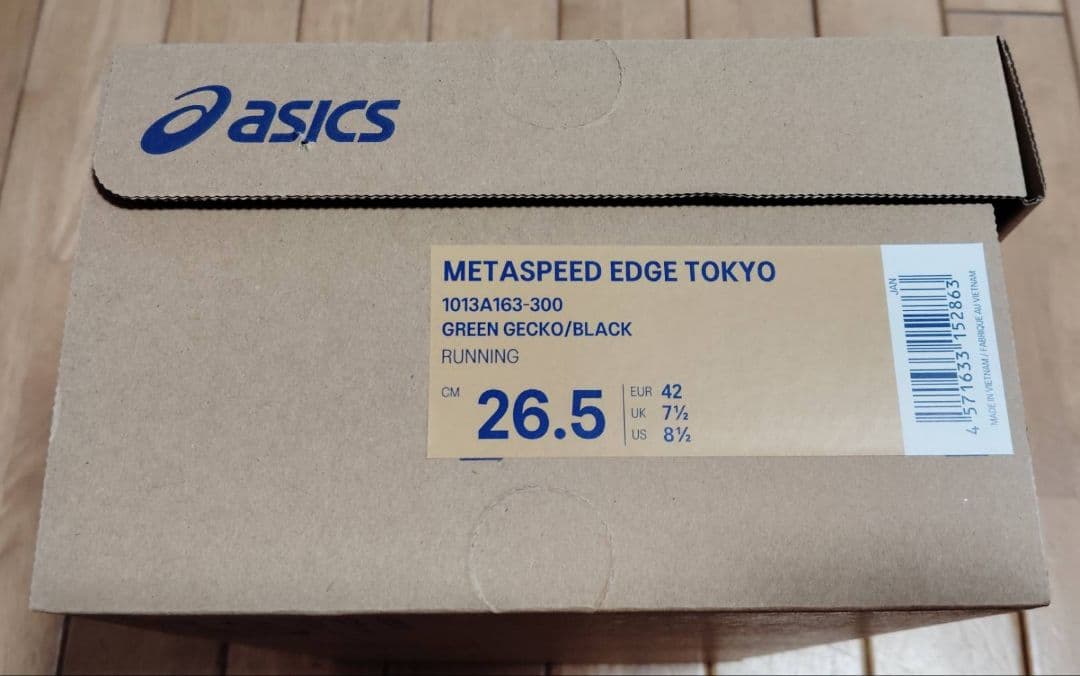 asics
METASPEED EDGE TOKYO
1013A163-300
GREEN GECKO/BLACK
RUNNING
CM 26.5
EUR 42
UK 7½
US 8½
JAN
4 571633 152863
MADE IN VIETNAM / FABRIQUÉ AU VIETNAM